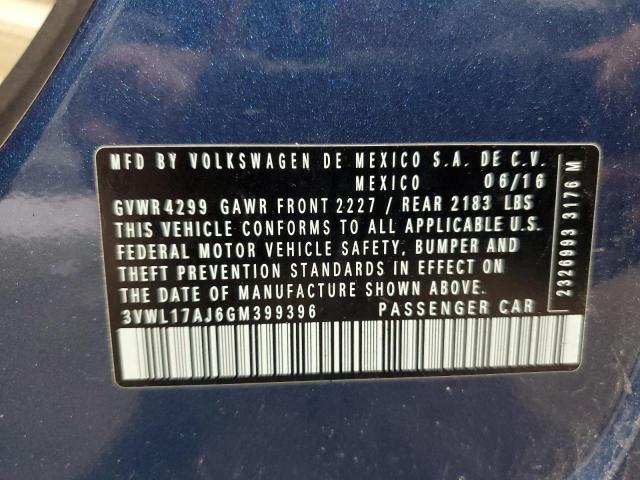 MFD BY VOLKSWAGEN DE MEXICO S.A. DE C.V.
MEXICO 06/16
GVWR 4299 GAWR FRONT 2227 / REAR 2183 LBS
THIS VEHICLE CONFORMS TO ALL APPLICABLE U.S.
FEDERAL MOTOR VEHICLE SAFETY, BUMPER AND
THEFT PREVENTION STANDARDS IN EFFECT ON
THE DATE OF MANUFACTURE SHOWN ABOVE.
3VWL17AJ6GM399396 PASSENGER CAR
2326993 3176 M